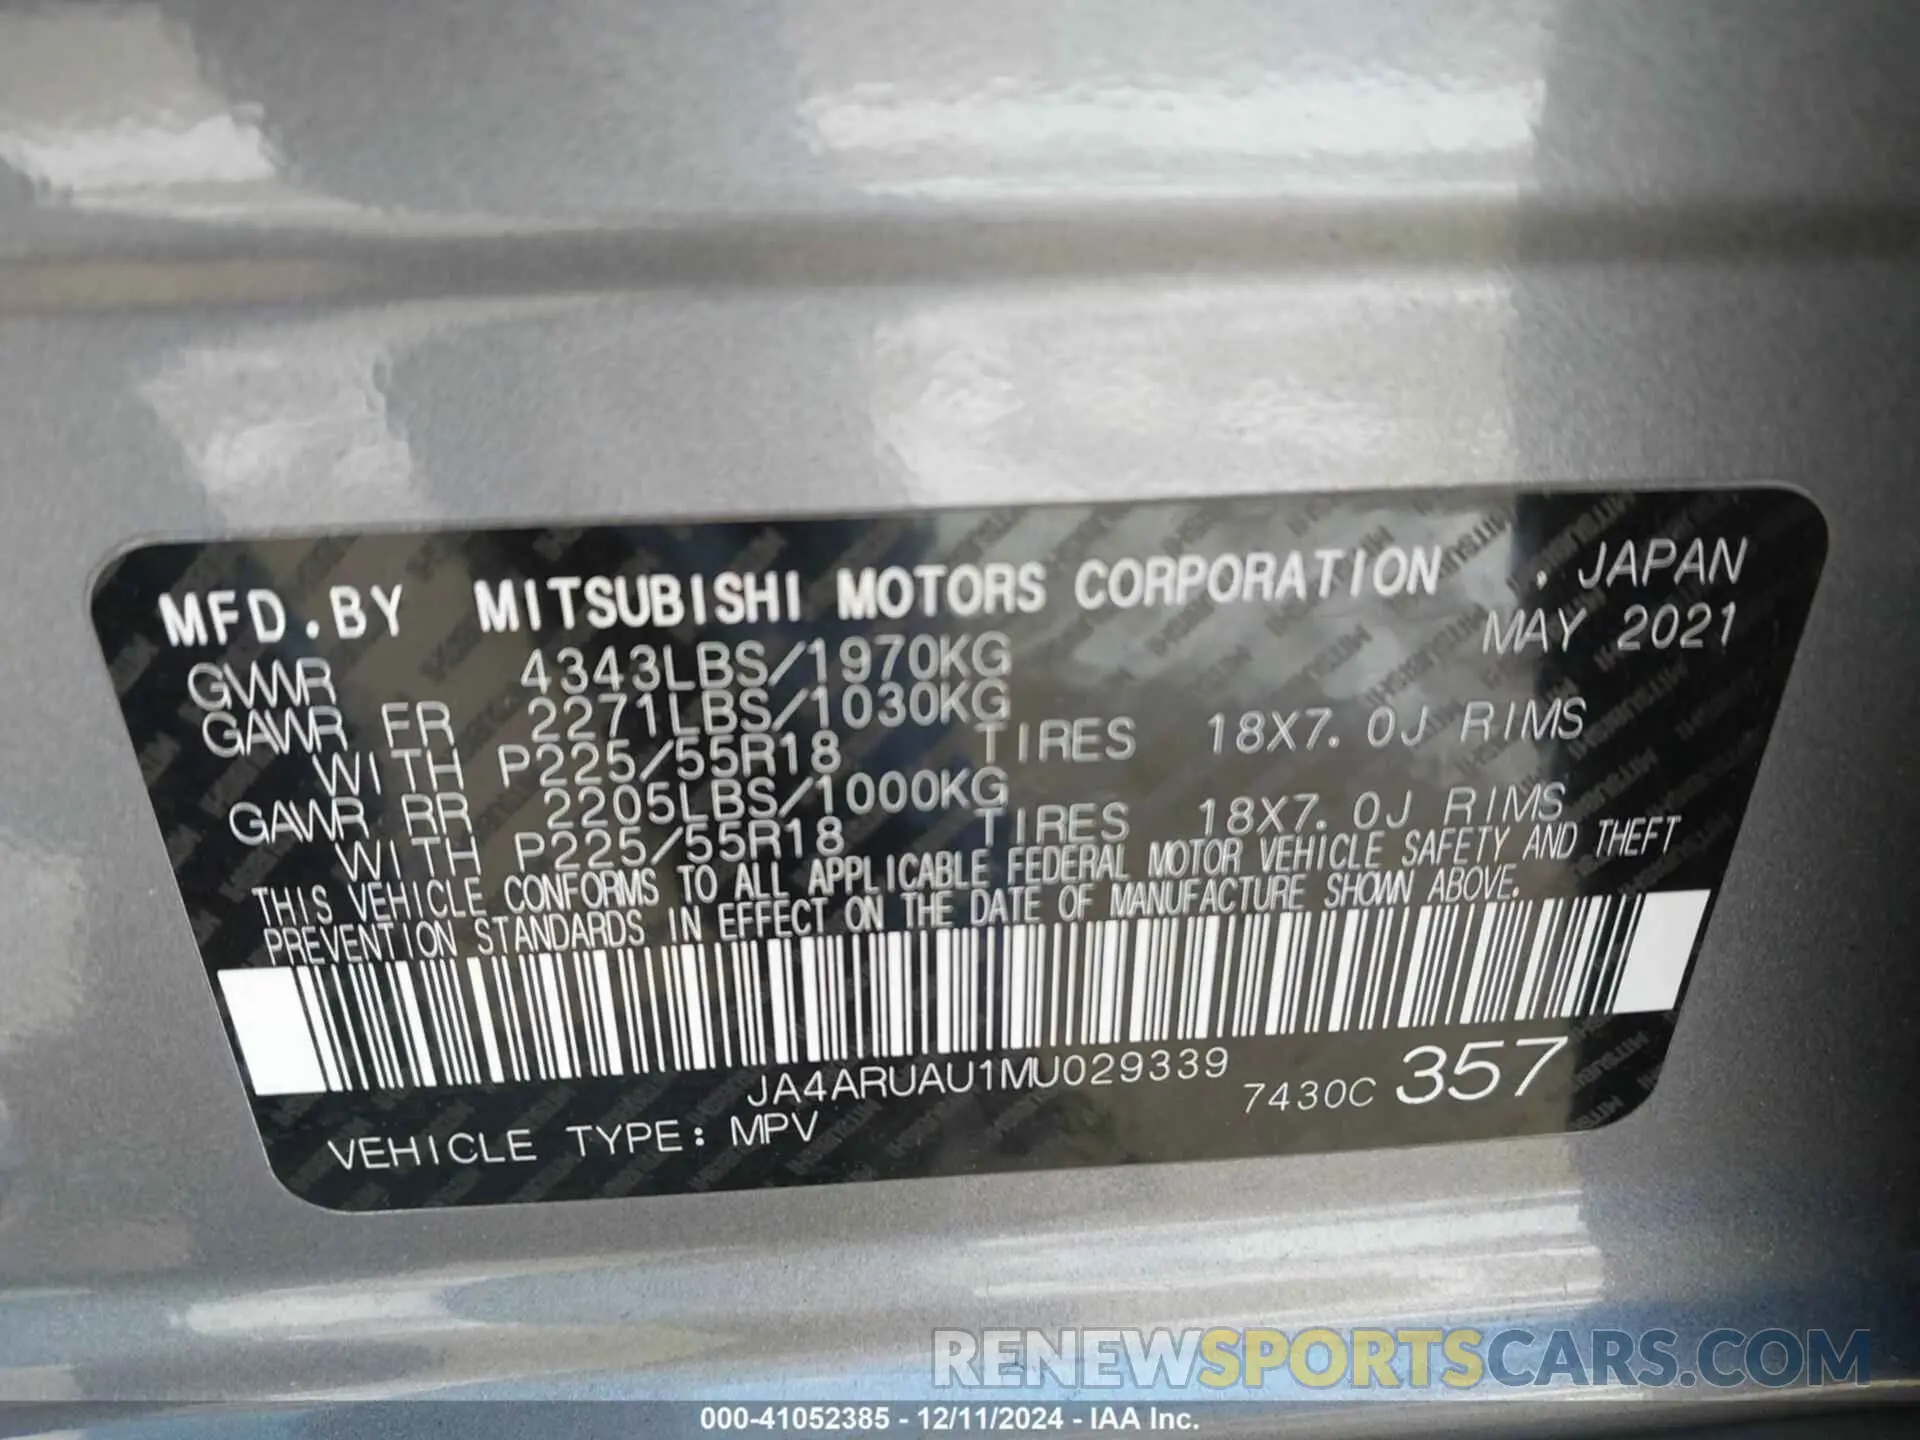 MFD.BY MITSUBISHI MOTORS CORPORATION . JAPAN
MAY 2021
GVWR 4343LBS/1970KG
GAWR FR 2271LBS/1030KG
WITH P225/55R18 TIRES 18X7.0J RIMS
GAWR RR 2205LBS/1000KG
WITH P225/55R18 TIRES 18X7.0J RIMS
THIS VEHICLE CONFORMS TO ALL APPLICABLE FEDERAL MOTOR VEHICLE SAFETY AND THEFT
PREVENTION STANDARDS IN EFFECT ON THE DATE OF MANUFACTURE SHOWN ABOVE.
JA4ARUAU1MU029339
7430C 357
VEHICLE TYPE: MPV
RENEWSPORTSCARS.COM
000-41052385 - 12/11/2024 - IAA Inc.